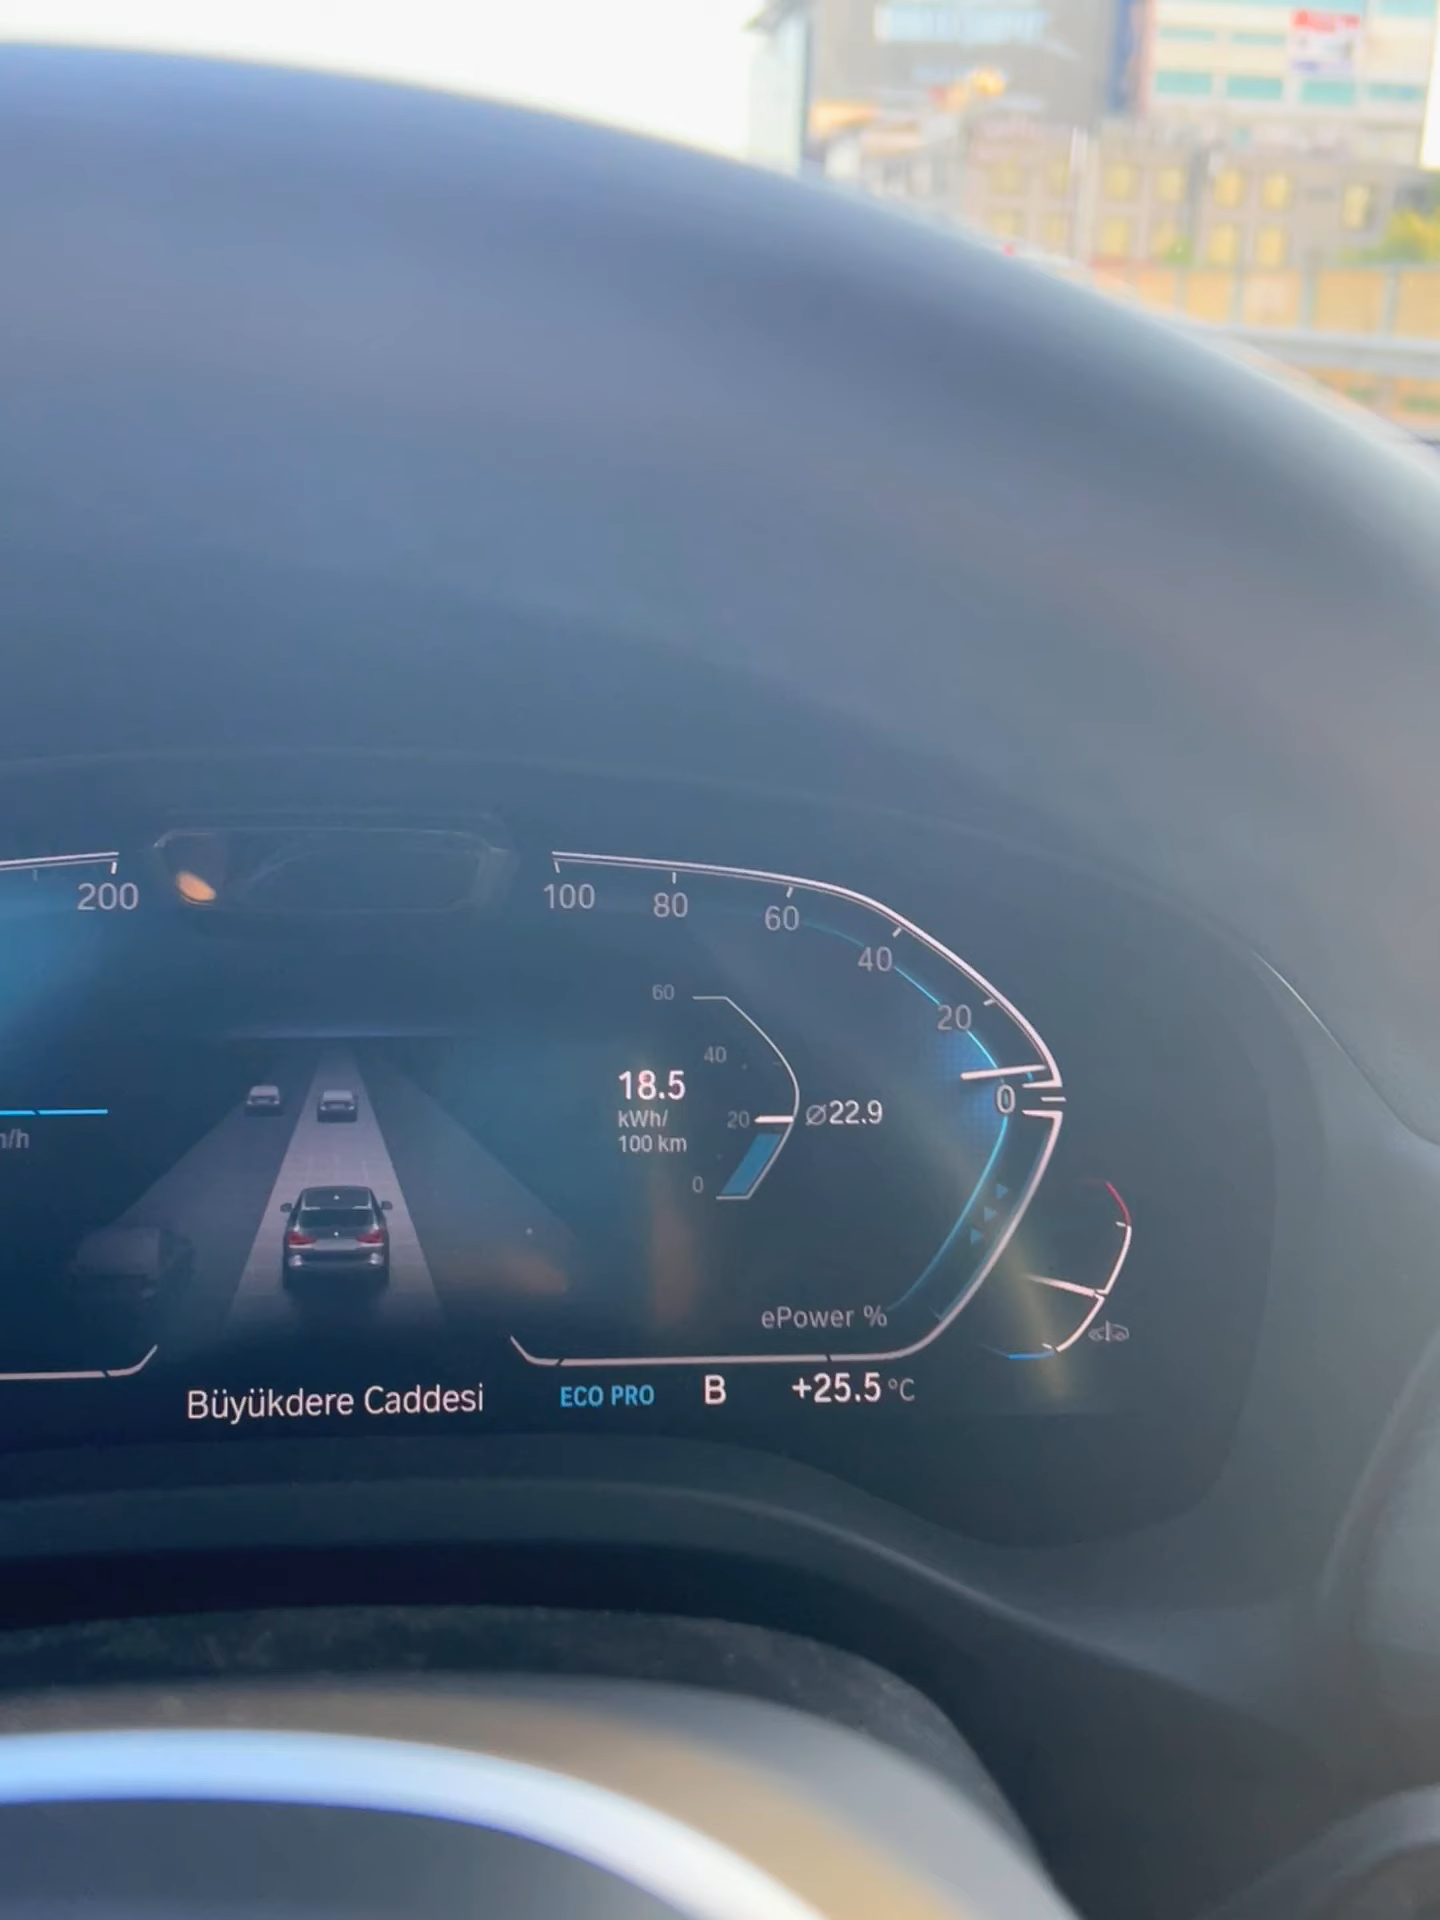 200
100
80
60
40
20
0
60
40
20
0
18.5
kWh/
100 km
⌀22.9
/h
ePower %
Büyükdere Caddesi
ECO PRO
B
+25.5 °C